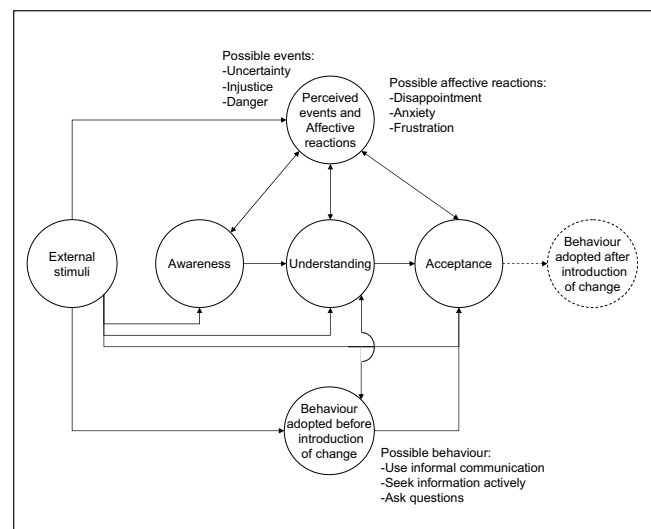 Possible events:
-Uncertainty
-Injustice
-Danger
Perceived
events and
Affective
reactions
Possible affective reactions:
-Disappointment
-Anxiety
-Frustration
External
stimuli
Awareness
Understanding
Acceptance
Behaviour
adopted after
introduction
of change
Behaviour
adopted before
introduction
of change
Possible behaviour:
-Use informal communication
-Seek information actively
-Ask questions